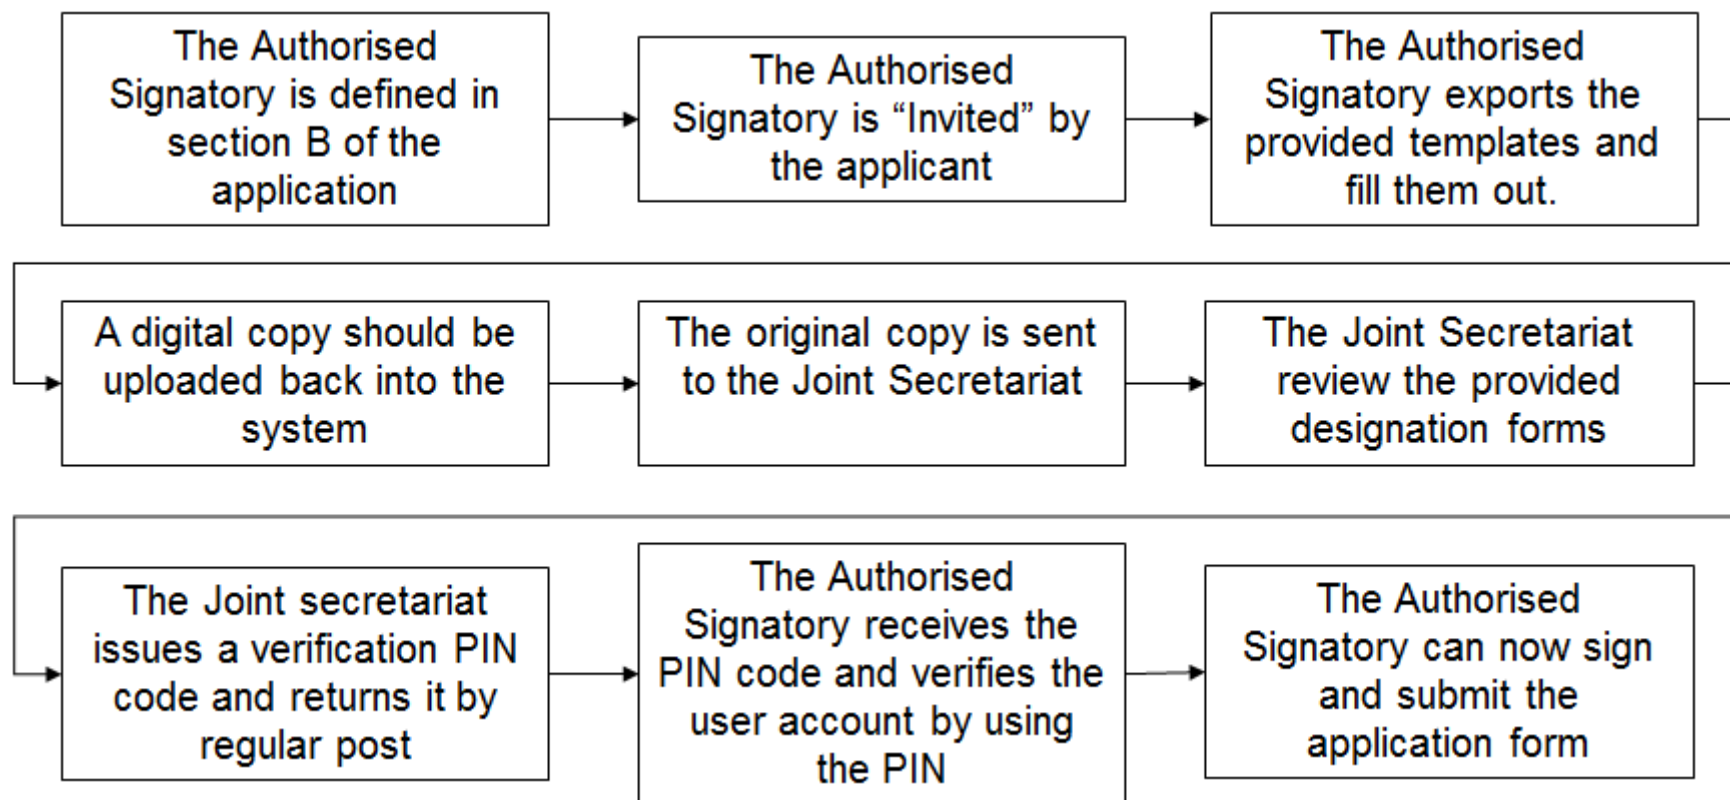 The Authorised
Signatory is defined in
section B of the
application
The Authorised
Signatory is “Invited” by
the applicant
The Authorised
Signatory exports the
provided templates and
fill them out.
A digital copy should be
uploaded back into the
system
The original copy is sent
to the Joint Secretariat
The Joint Secretariat
review the provided
designation forms
The Joint secretariat
issues a verification PIN
code and returns it by
regular post
The Authorised
Signatory receives the
PIN code and verifies the
user account by using
the PIN
The Authorised
Signatory can now sign
and submit the
application form